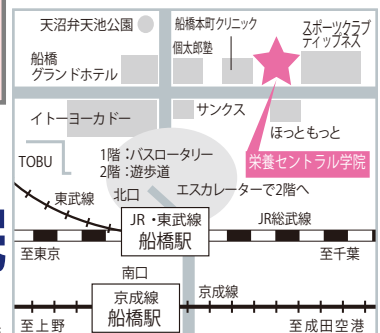 天沼弁天池公園
船橋本町クリニック
個太郎塾
スポーツクラブ
ティップネス
船橋
グランドホテル
イトーヨーカドー
サンクス
ほっともっと
TOBU
1階：バスロータリー
2階：遊歩道
栄養セントラル学院
北口
エスカレーターで2階へ
東武線
JR・東武線
船橋駅
JR総武線
至東京
至千葉
南口
京成線
船橋駅
京成線
至上野
至成田空港